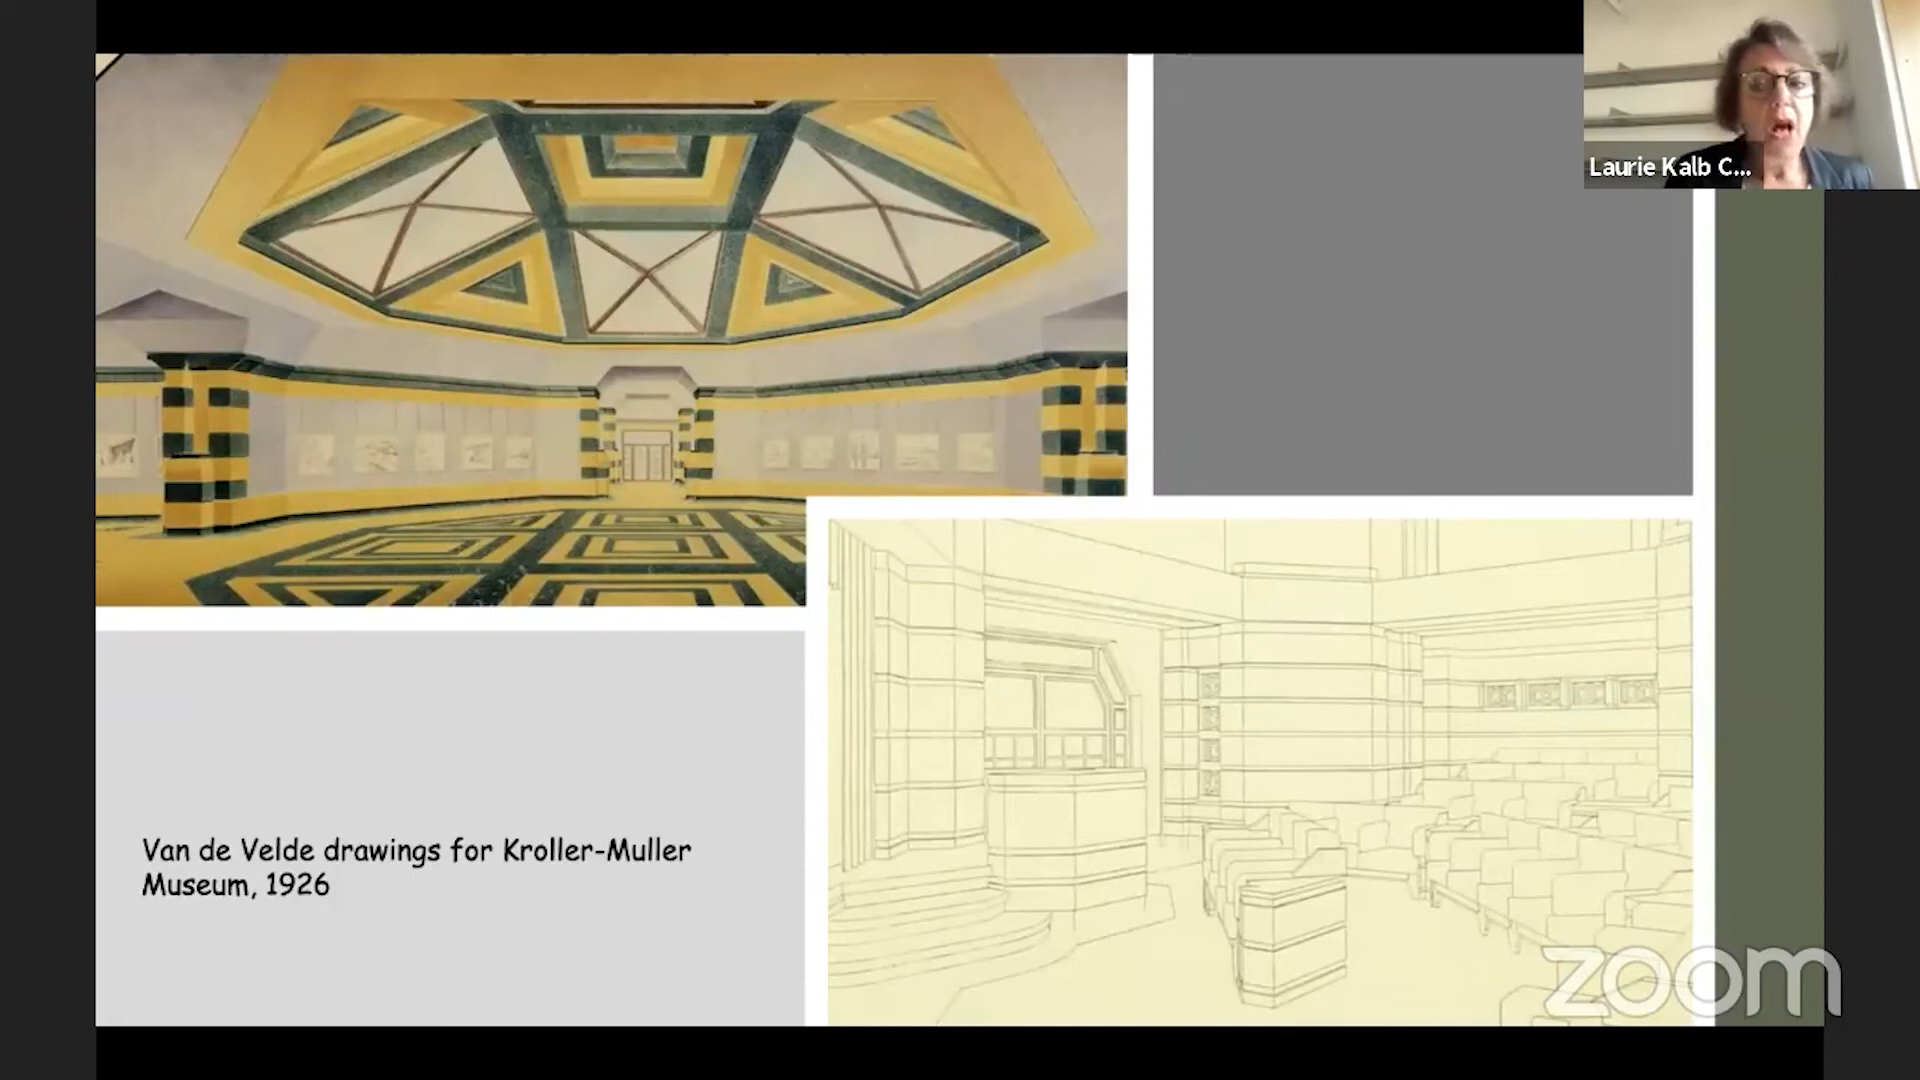 Laurie Kalb C...
Van de Velde drawings for Kroller-Muller
Museum, 1926
zoom